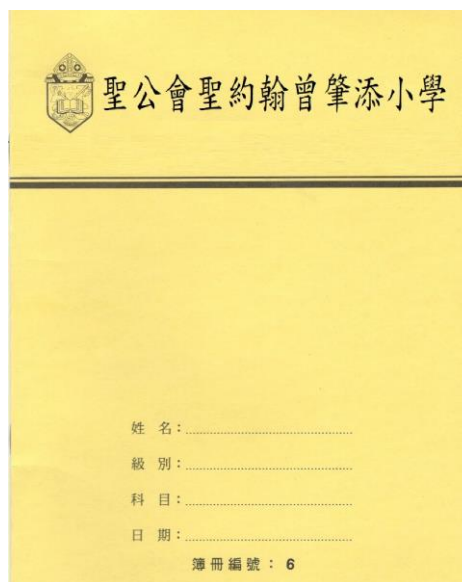 聖公會聖約翰曾肇添小學
姓 名：
級 別：
科 目：
日 期：
簿冊編號： 6